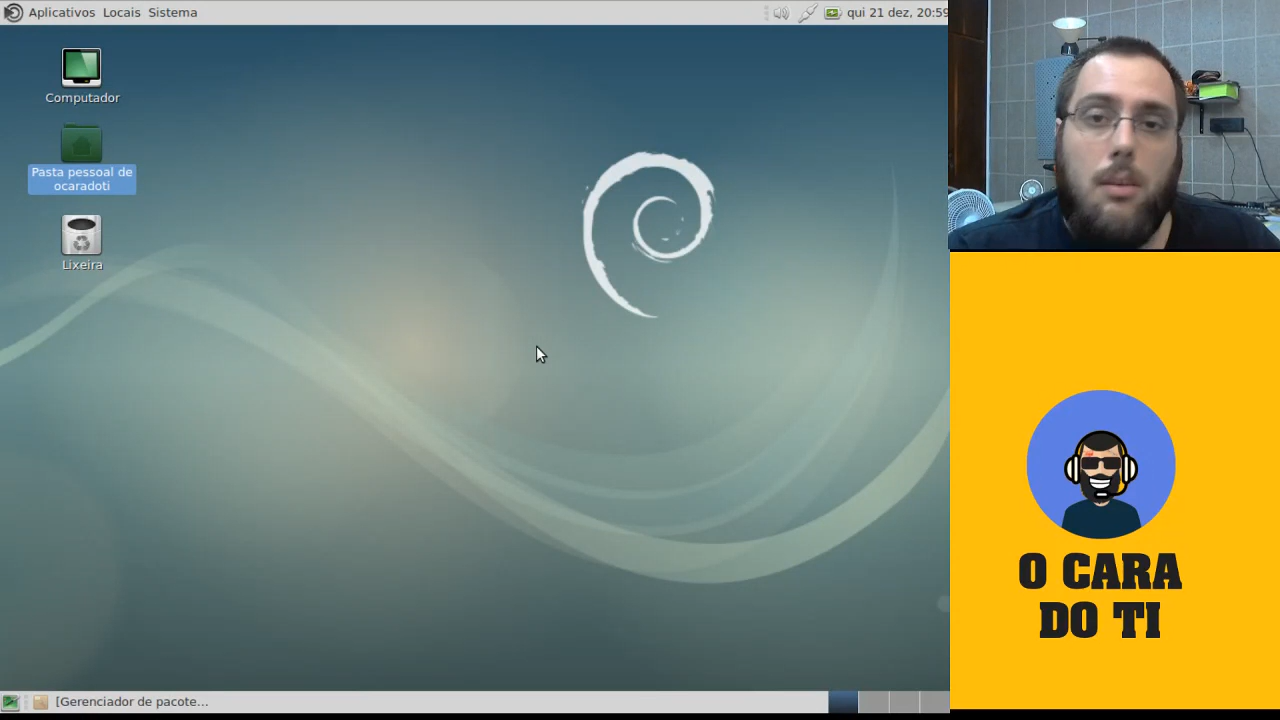 Aplicativos Locais Sistema
qui 21 dez, 20:59
Computador
Pasta pessoal de
ocaradoti
Lixeira
[Gerenciador de pacote...
O CARA
DO TI